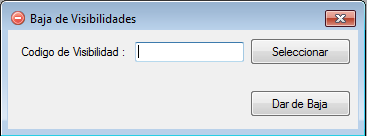 Baja de Visibilidades
Codigo de Visibilidad :
Seleccionar
Dar de Baja